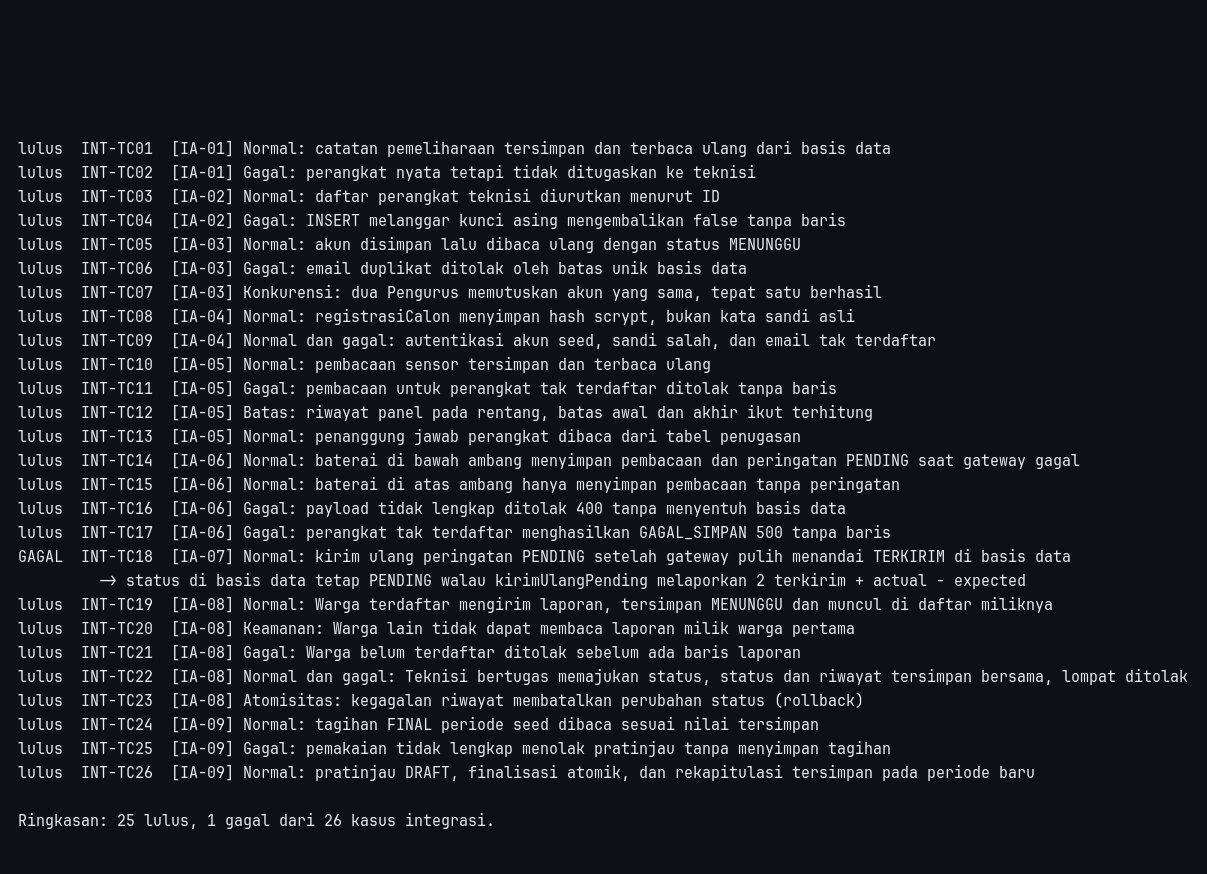 lulus  INT-TC01  [IA-01] Normal: catatan pemeliharaan tersimpan dan terbaca ulang dari basis data
lulus  INT-TC02  [IA-01] Gagal: perangkat nyata tetapi tidak ditugaskan ke teknisi
lulus  INT-TC03  [IA-02] Normal: daftar perangkat teknisi diurutkan menurut ID
lulus  INT-TC04  [IA-02] Gagal: INSERT melanggar kunci asing mengembalikan false tanpa baris
lulus  INT-TC05  [IA-03] Normal: akun disimpan lalu dibaca ulang dengan status MENUNGGU
lulus  INT-TC06  [IA-03] Gagal: email duplikat ditolak oleh batas unik basis data
lulus  INT-TC07  [IA-03] Konkurensi: dua Pengurus memutuskan akun yang sama, tepat satu berhasil
lulus  INT-TC08  [IA-04] Normal: registrasiCalon menyimpan hash scrypt, bukan kata sandi asli
lulus  INT-TC09  [IA-04] Normal dan gagal: autentikasi akun seed, sandi salah, dan email tak terdaftar
lulus  INT-TC10  [IA-05] Normal: pembacaan sensor tersimpan dan terbaca ulang
lulus  INT-TC11  [IA-05] Gagal: pembacaan untuk perangkat tak terdaftar ditolak tanpa baris
lulus  INT-TC12  [IA-05] Batas: riwayat panel pada rentang, batas awal dan akhir ikut terhitung
lulus  INT-TC13  [IA-05] Normal: penanggung jawab perangkat dibaca dari tabel penugasan
lulus  INT-TC14  [IA-06] Normal: baterai di bawah ambang menyimpan pembacaan dan peringatan PENDING saat gateway gagal
lulus  INT-TC15  [IA-06] Normal: baterai di atas ambang hanya menyimpan pembacaan tanpa peringatan
lulus  INT-TC16  [IA-06] Gagal: payload tidak lengkap ditolak 400 tanpa menyentuh basis data
lulus  INT-TC17  [IA-06] Gagal: perangkat tak terdaftar menghasilkan GAGAL_SIMPAN 500 tanpa baris
GAGAL  INT-TC18  [IA-07] Normal: kirim ulang peringatan PENDING setelah gateway pulih menandai TERKIRIM di basis data
         -> status di basis data tetap PENDING walau kirimUlangPending melaporkan 2 terkirim + actual - expected
lulus  INT-TC19  [IA-08] Normal: Warga terdaftar mengirim laporan, tersimpan MENUNGGU dan muncul di daftar miliknya
lulus  INT-TC20  [IA-08] Keamanan: Warga lain tidak dapat membaca laporan milik warga pertama
lulus  INT-TC21  [IA-08] Gagal: Warga belum terdaftar ditolak sebelum ada baris laporan
lulus  INT-TC22  [IA-08] Normal dan gagal: Teknisi bertugas memajukan status, status dan riwayat tersimpan bersama, lompat ditolak
lulus  INT-TC23  [IA-08] Atomisitas: kegagalan riwayat membatalkan perubahan status (rollback)
lulus  INT-TC24  [IA-09] Normal: tagihan FINAL periode seed dibaca sesuai nilai tersimpan
lulus  INT-TC25  [IA-09] Gagal: pemakaian tidak lengkap menolak pratinjau tanpa menyimpan tagihan
lulus  INT-TC26  [IA-09] Normal: pratinjau DRAFT, finalisasi atomik, dan rekapitulasi tersimpan pada periode baru
Ringkasan: 25 lulus, 1 gagal dari 26 kasus integrasi.